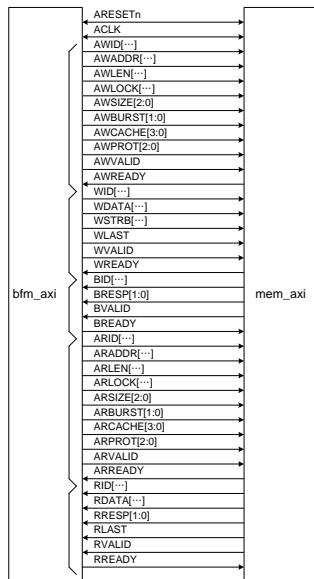 ARESETn
ACLK
AWID[…]
AWADDR[…]
AWLEN[…]
AWLOCK[…]
AWSIZE[2:0]
AWBURST[1:0]
AWCACHE[3:0]
AWPROT[2:0]
AWVALID
AWREADY
WID[…]
WDATA[…]
WSTRB[…]
WLAST
WVALID
WREADY
bfm_axi
BID[…]
mem_axi
BRESP[1:0]
BVALID
BREADY
ARID[…]
ARADDR[…]
ARLEN[…]
ARLOCK[…]
ARSIZE[2:0]
ARBURST[1:0]
ARCACHE[3:0]
ARPROT[2:0]
ARVALID
ARREADY
RID[…]
RDATA[…]
RRESP[1:0]
RLAST
RVALID
RREADY